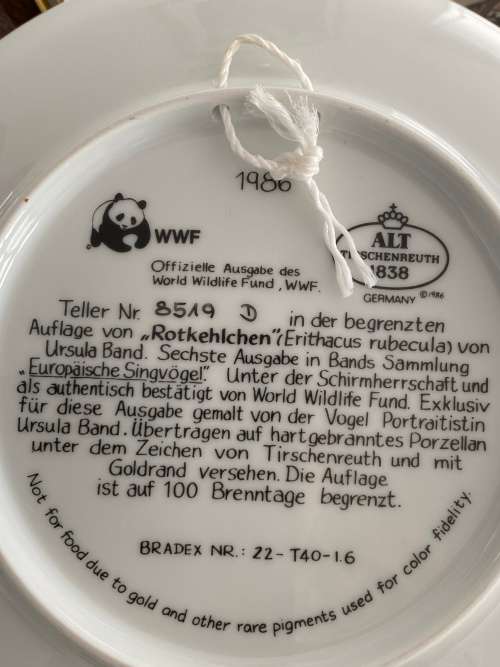 1986
WWF
ALT
TIRSCHENREUTH
1838
GERMANY ©1986
Offizielle Ausgabe des
World Wildlife Fund, WWF.
Teller Nr. 8519 D in der begrenzten
Auflage von „Rotkehlchen" (Erithacus rubecula) von
Ursula Band. Sechste Ausgabe in Bands Sammlung
„Europäische Singvögel". Unter der Schirmherrschaft und
als authentisch bestätigt von World Wildlife Fund. Exklusiv
für diese Ausgabe gemalt von der Vogel Portraitistin
Ursula Band. Übertragen auf hartgebranntes Porzellan
unter dem Zeichen von Tirschenreuth und mit
Goldrand versehen. Die Auflage
ist auf 100 Brenntage begrenzt.
BRADEX NR.: 22-T40-1.6
Not for food due to gold and other rare pigments used for color fidelity.